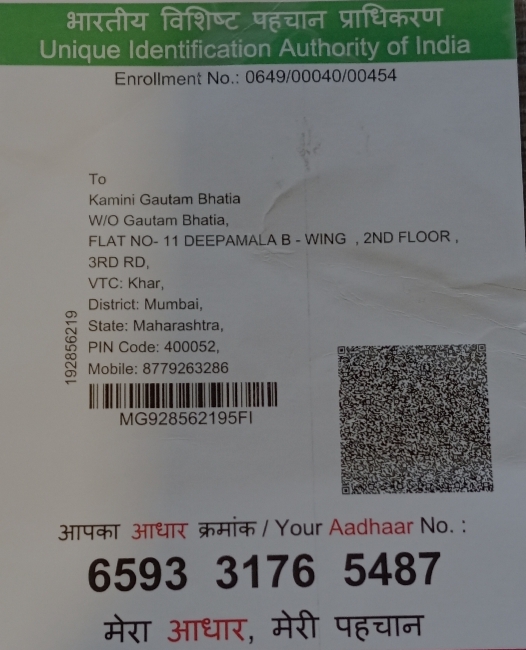 भारतीय विशिष्ट पहचान प्राधिकरण
Unique Identification Authority of India
Enrollment No.: 0649/00040/00454
To
Kamini Gautam Bhatia
W/O Gautam Bhatia,
FLAT NO- 11 DEEPAMALA B - WING , 2ND FLOOR ,
3RD RD,
VTC: Khar,
District: Mumbai,
State: Maharashtra,
PIN Code: 400052,
Mobile: 8779263286
192856219
MG928562195FI
आपका आधार क्रमांक / Your Aadhaar No. :
6593 3176 5487
मेरा आधार, मेरी पहचान